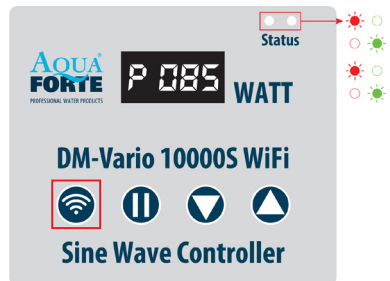 Status
AQUA
FORTE
PROFESSIONAL WATER PRODUCTS
P 085
WATT
DM-Vario 10000S WiFi
Sine Wave Controller